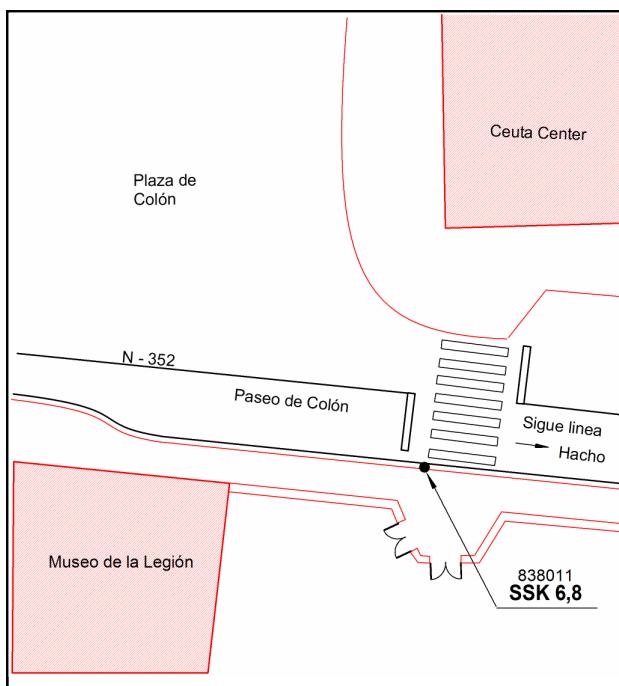 Ceuta Center
Plaza de
Colón
N - 352
Paseo de Colón
Sigue linea
Hacho
Museo de la Legión
838011
SSK 6,8